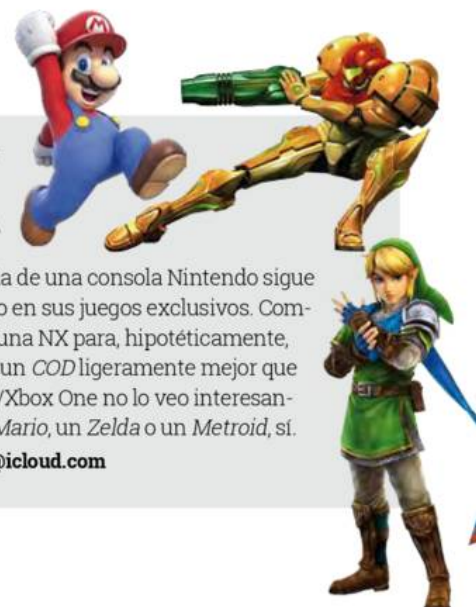 a de una consola Nintendo sigue
o en sus juegos exclusivos. Com-
una NX para, hipotéticamente,
un COD ligeramente mejor que
/Xbox One no lo veo interesan-
Mario, un Zelda o un Metroid, sí.
@icloud.com